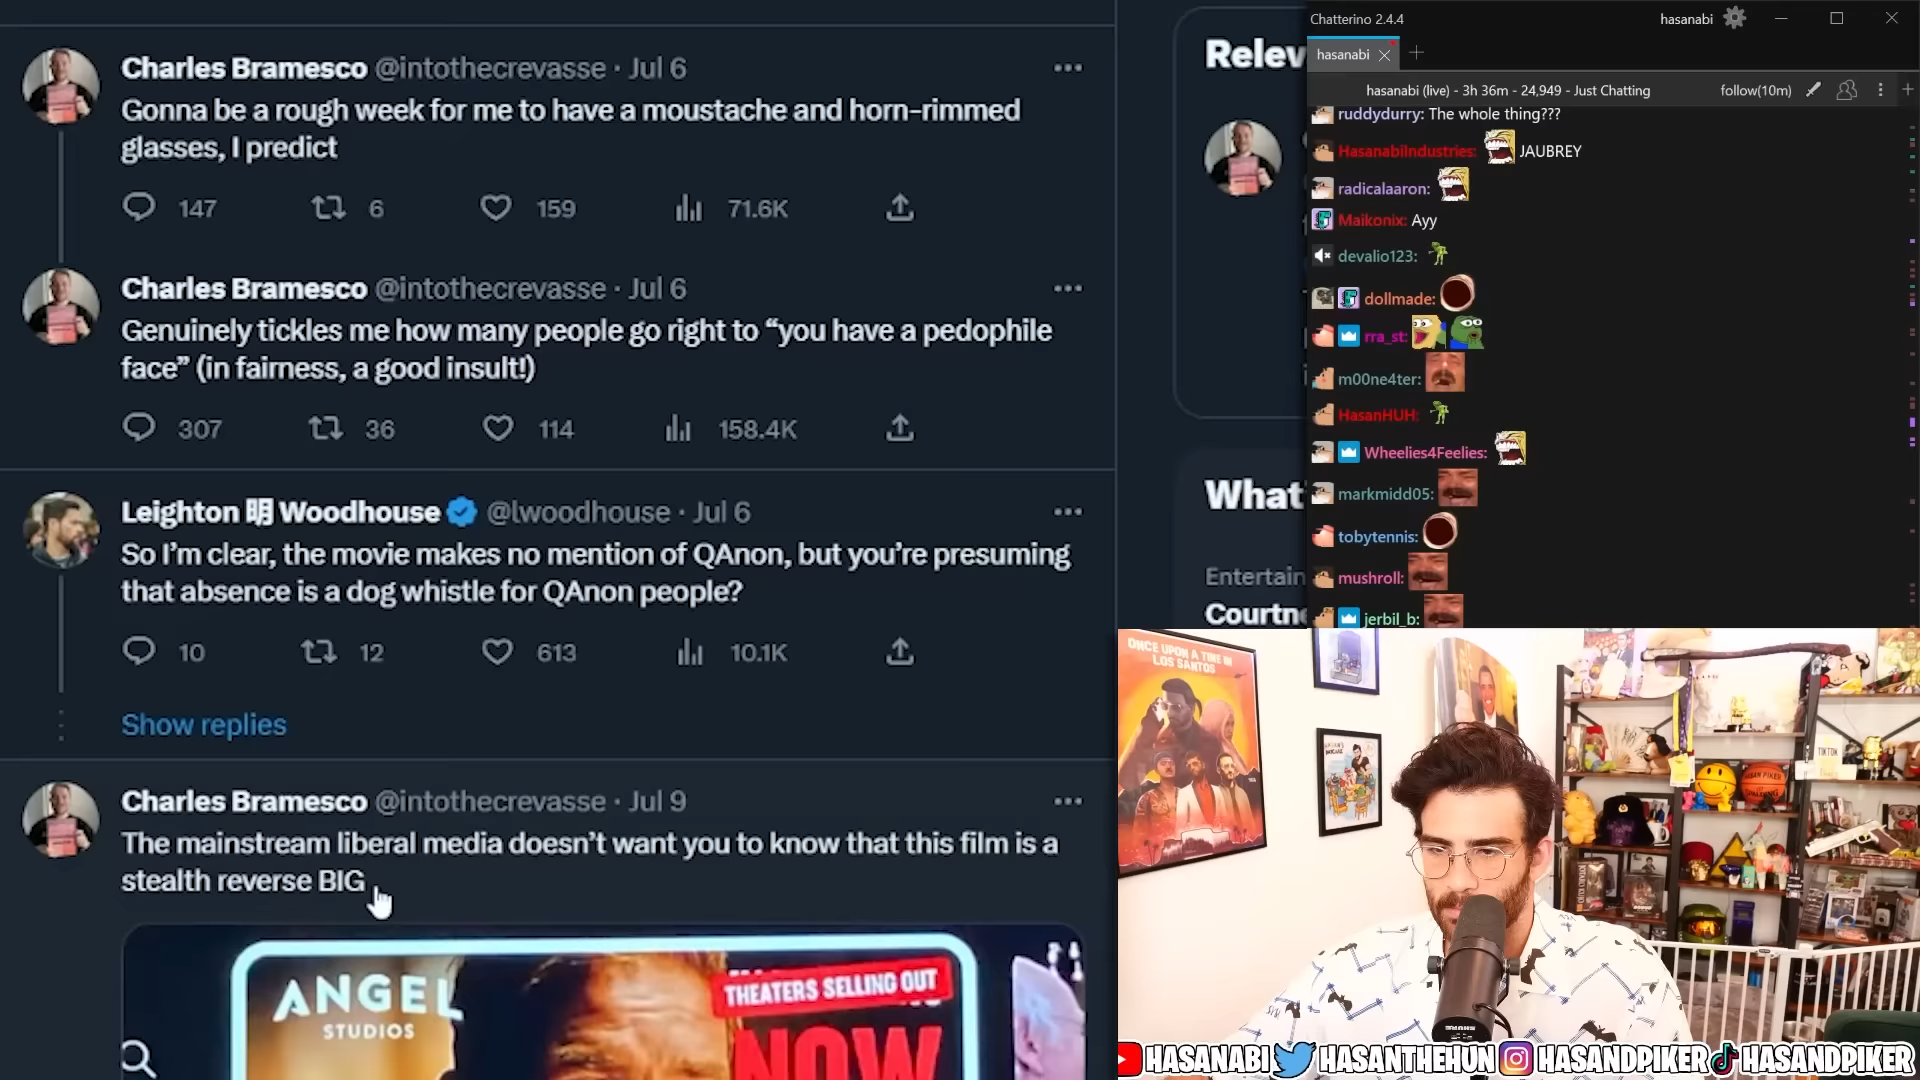 Charles Bramesco @intothecrevasse · Jul 6
Gonna be a rough week for me to have a moustache and horn-rimmed
glasses, I predict
147 6 159 71.6K
Charles Bramesco @intothecrevasse · Jul 6
Genuinely tickles me how many people go right to “you have a pedophile
face” (in fairness, a good insult!)
307 36 114 158.4K
Leighton 明 Woodhouse @lwoodhouse · Jul 6
So I’m clear, the movie makes no mention of QAnon, but you’re presuming
that absence is a dog whistle for QAnon people?
10 12 613 10.1K
Show replies
Charles Bramesco @intothecrevasse · Jul 9
The mainstream liberal media doesn’t want you to know that this film is a
stealth reverse BIG
ANGEL
STUDIOS
THEATERS SELLING OUT
NOW
Relev
What'
Entertain
Courtne
Chatterino 2.4.4
hasanabi
hasanabi
hasanabi (live) - 3h 36m - 24,949 - Just Chatting
follow(10m)
ruddydurry: The whole thing???
HasanabiIndustries: JAUBREY
radicalaaron:
Maikonix: Ayy
devalio123:
dollmade:
rra_st:
m00ne4ter:
HasanHUH:
Wheelies4Feelies:
markmidd05:
tobytennis:
mushroll:
jerbil_b:
ONCE UPON A TIME IN
LOS SANTOS
TIKTOK
HASANABI HASANTHEHUN HASANDPIKER HASANDPIKER